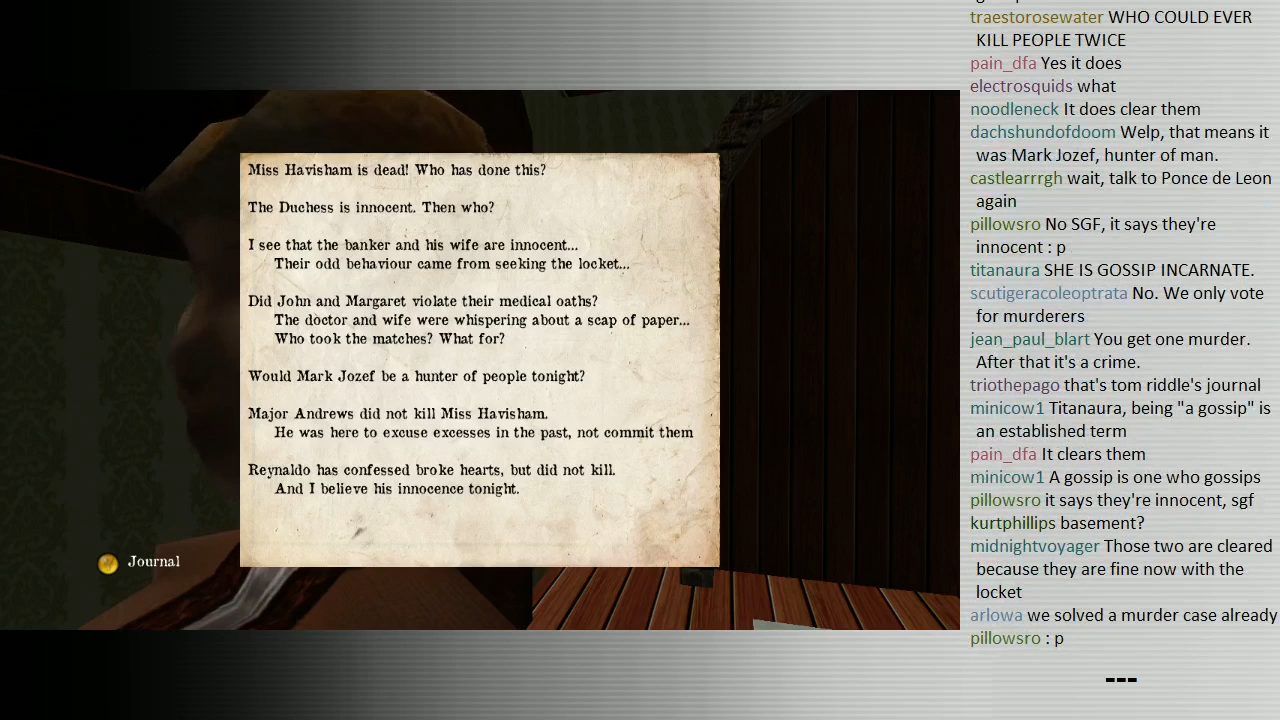 Miss Havisham is dead! Who has done this?
The Duchess is innocent. Then who?
I see that the banker and his wife are innocent...
Their odd behaviour came from seeking the locket...
Did John and Margaret violate their medical oaths?
The doctor and wife were whispering about a scap of paper...
Who took the matches? What for?
Would Mark Jozef be a hunter of people tonight?
Major Andrews did not kill Miss Havisham.
He was here to excuse excesses in the past, not commit them
Reynaldo has confessed broke hearts, but did not kill.
And I believe his innocence tonight.
Journal
traestorosewater WHO COULD EVER
KILL PEOPLE TWICE
pain_dfa Yes it does
electrosquids what
noodleneck It does clear them
dachshundofdoom Welp, that means it
was Mark Jozef, hunter of man.
castlearrrgh wait, talk to Ponce de Leon
again
pillowsro No SGF, it says they're
innocent : p
titanaura SHE IS GOSSIP INCARNATE.
scutigeracoleoptrata No. We only vote
for murderers
jean_paul_blart You get one murder.
After that it's a crime.
triothepago that's tom riddle's journal
minicow1 Titanaura, being "a gossip" is
an established term
pain_dfa It clears them
minicow1 A gossip is one who gossips
pillowsro it says they're innocent, sgf
kurtphillips basement?
midnightvoyager Those two are cleared
because they are fine now with the
locket
arlowa we solved a murder case already
pillowsro : p
---